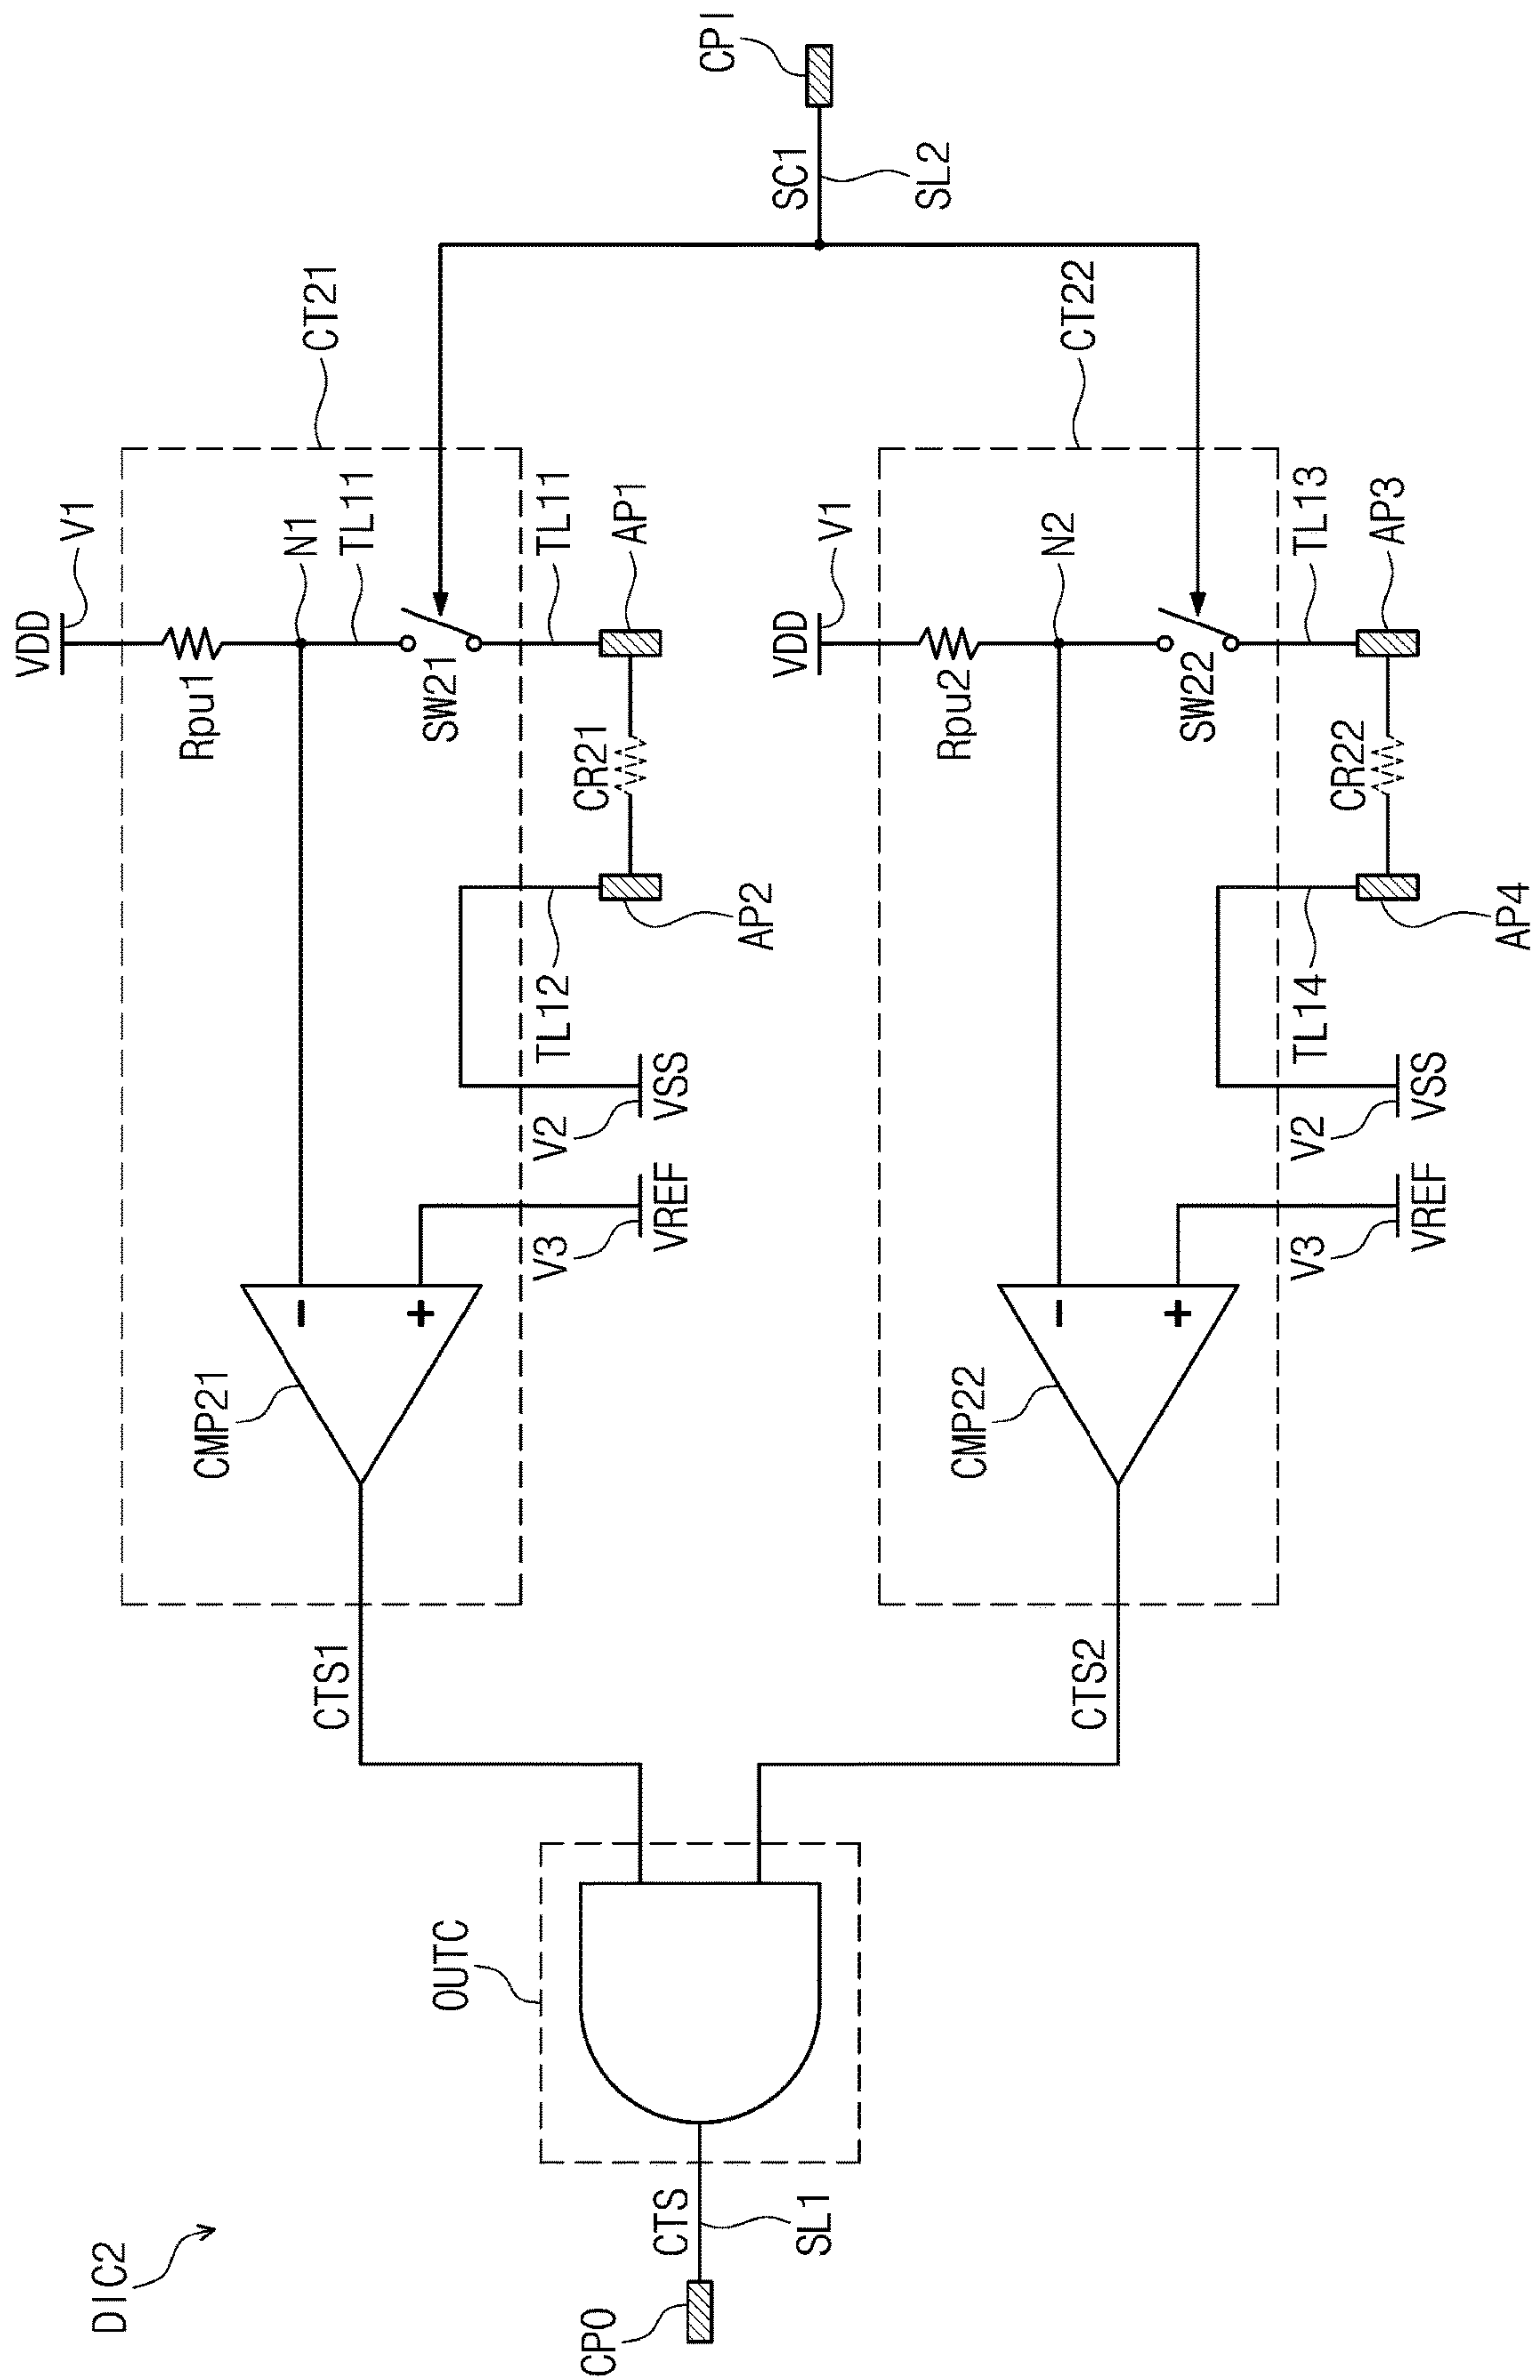 DIC2
VDD
V1
Rpu1
N1
TL11
CT21
CMP21
SW21
TL11
AP1
CR21
TL12
AP2
V2
VSS
V3
VREF
CTS1
CPI
SC1
SL2
OUTC
CTS
SL1
CPO
VDD
V1
Rpu2
N2
CT22
CMP22
SW22
TL13
AP3
CR22
TL14
AP4
V2
VSS
V3
VREF
CTS2